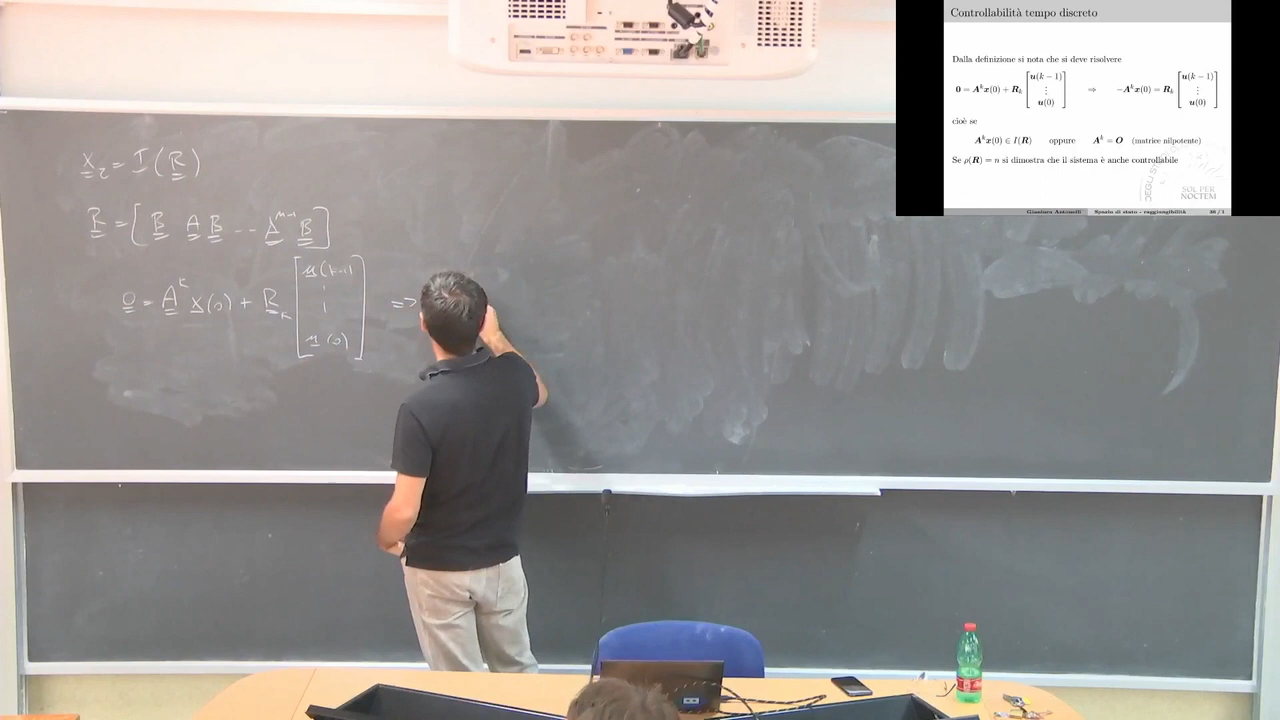 X_r = I(R)
R = [B AB -- A^{n-1} B]
0 = A^k x(0) + R_k [u(k-1) ⋮ u(0)] =>
Controllabilità tempo discreto
Dalla definizione si nota che si deve risolvere
0 = A^k x(0) + R_k [u(k − 1) ⋮ u(0)] ⇒ −A^k x(0) = R_k [u(k − 1) ⋮ u(0)]
cioè se
A^k x(0) ∈ I(R) oppure A^k = O (matrice nilpotente)
Se ρ(R) = n si dimostra che il sistema è anche controllabile
DEGLI
SOL PER
NOCTEM
Gianluca Antonelli Spazio di stato - raggiungibilità